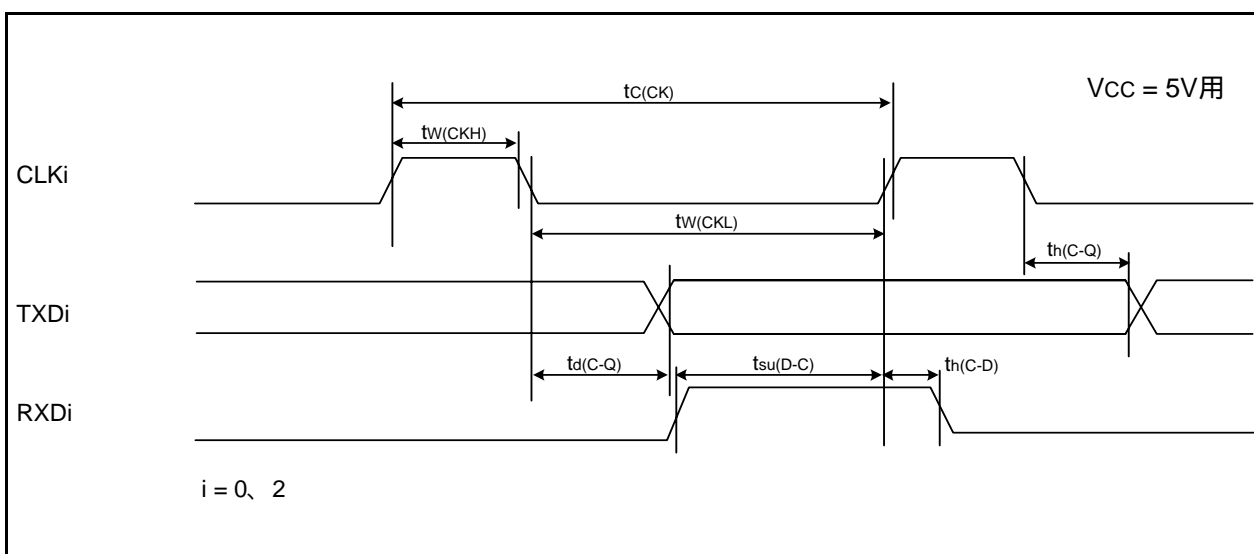 tC(CK)
VCC = 5V用
tW(CKH)
CLKi
tW(CKL)
th(C-Q)
TXDi
td(C-Q)
tsu(D-C)
th(C-D)
RXDi
i = 0、2